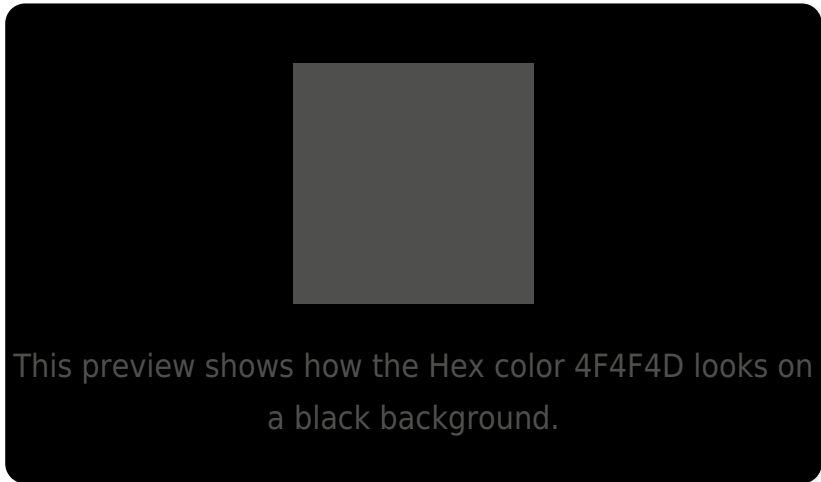 This preview shows how the Hex color 4F4F4D looks on
a black background.